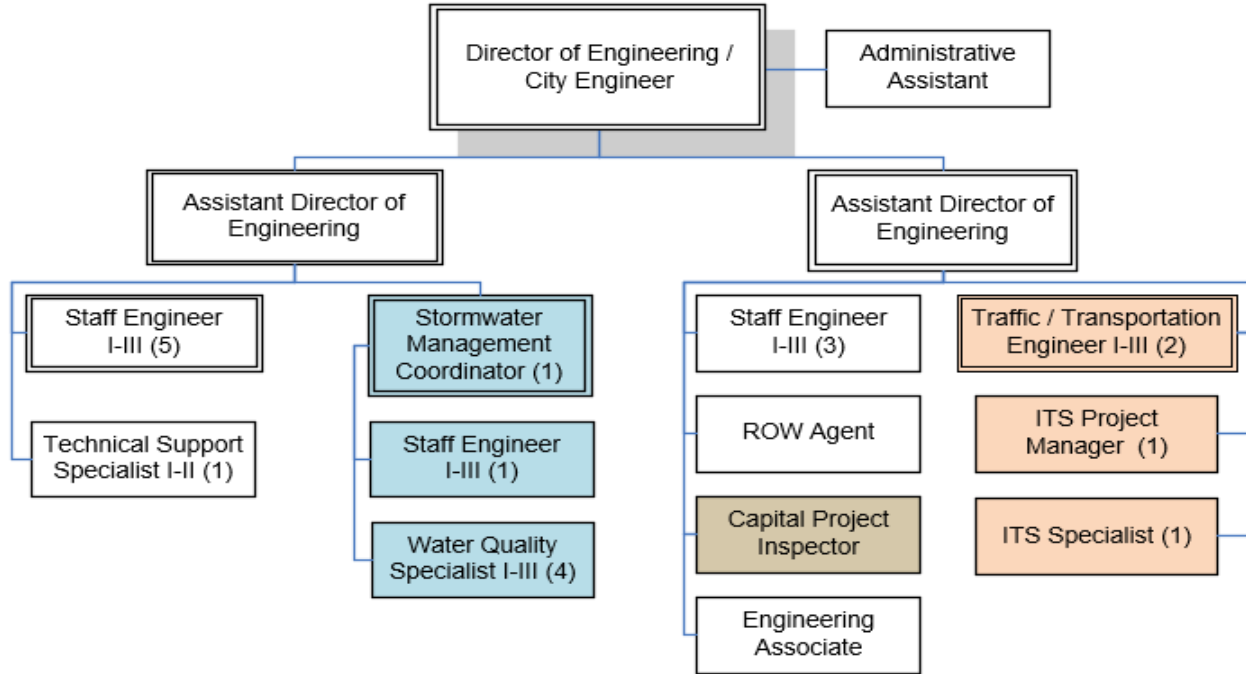 Director of Engineering /
City Engineer
Administrative
Assistant
Assistant Director of
Engineering
Assistant Director of
Engineering
Staff Engineer
I-III (5)
Technical Support
Specialist I-II (1)
Stormwater
Management
Coordinator (1)
Staff Engineer
I-III (1)
Water Quality
Specialist I-III (4)
Staff Engineer
I-III (3)
ROW Agent
Capital Project
Inspector
Engineering
Associate
Traffic / Transportation
Engineer I-III (2)
ITS Project
Manager (1)
ITS Specialist (1)